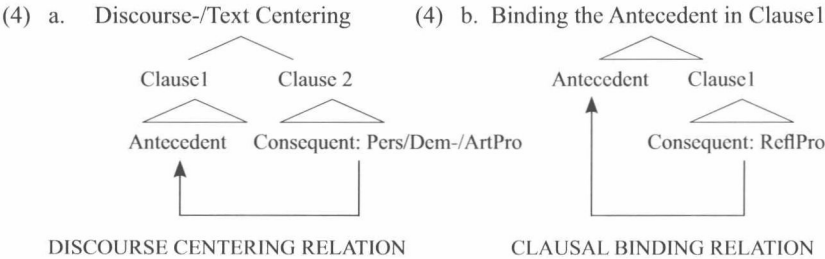 (4) a. Discourse-/Text Centering
Clause1 Clause 2
Antecedent Consequent: Pers/Dem-/ArtPro
DISCOURSE CENTERING RELATION
(4) b. Binding the Antecedent in Clause1
Antecedent Clause1
Consequent: ReflPro
CLAUSAL BINDING RELATION